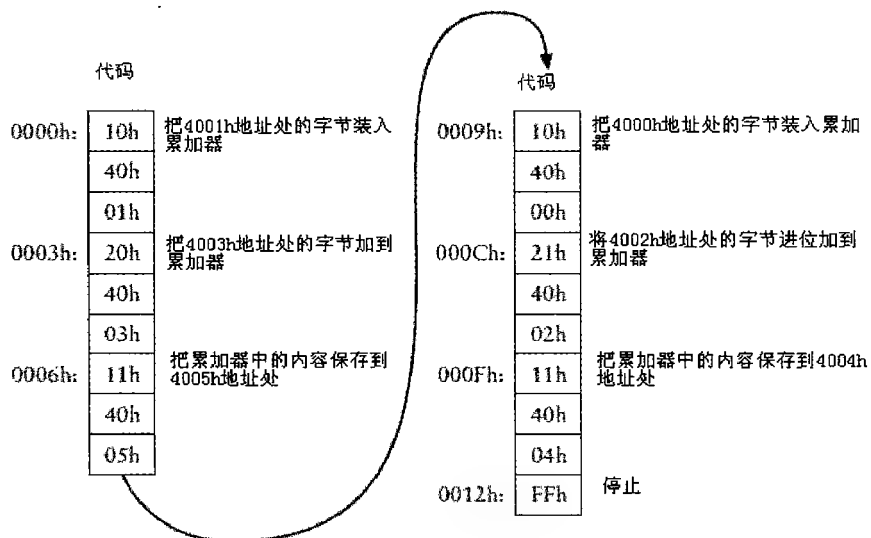 代码
0000h: 10h 把4001h地址处的字节装入
累加器
40h
01h
0003h: 20h 把4003h地址处的字节加到
累加器
40h
03h
0006h: 11h 把累加器中的内容保存到
4005h地址处
40h
05h
代码
0009h: 10h 把4000h地址处的字节装入累加
器
40h
00h
000Ch: 21h 将4002h地址处的字节进位加到
累加器
40h
02h
000Fh: 11h 把累加器中的内容保存到4004h
地址处
40h
04h
0012h: FFh 停止